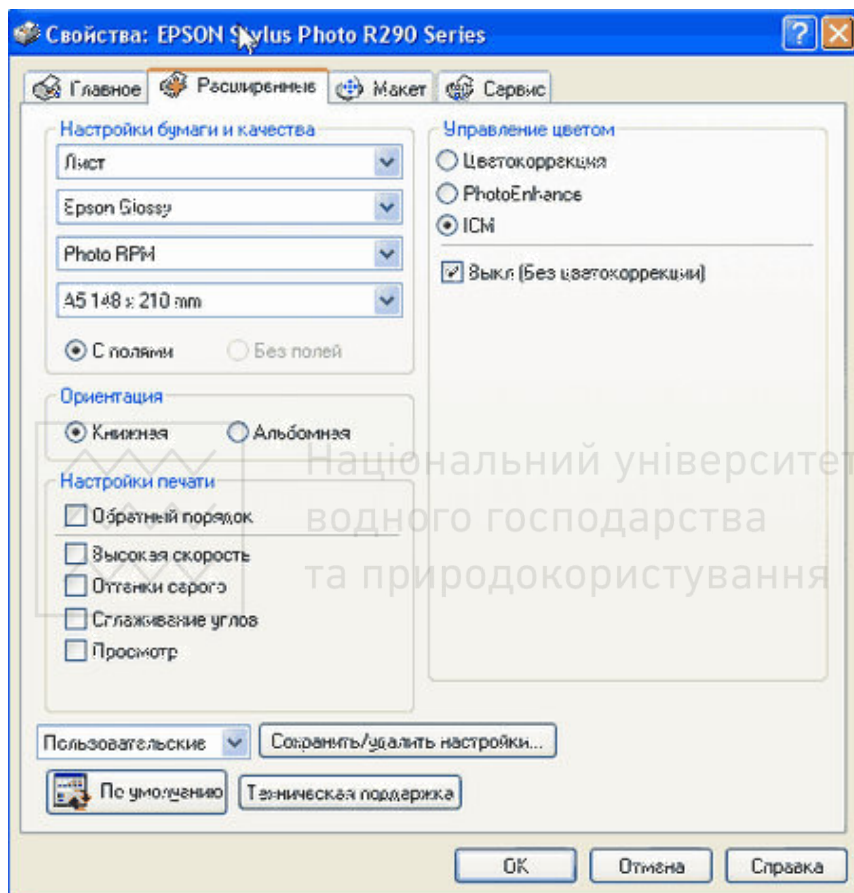 Свойства: EPSON Stylus Photo R290 Series
Главное
Расширенные
Макет
Сервис
Настройки бумаги и качества
Лист
Epson Glossy
Photo RPM
A5 148 x 210 mm
С полями
Без полей
Ориентация
Книжная
Альбомная
Настройки печати
Обратный порядок
Высокая скорость
Оттенки серого
Сглаживание углов
Просмотр
Управление цветом
Цветокоррекция
PhotoEnhance
ICM
Выкл (Без цветокоррекции)
Національний університет
водного господарства
та природокористування
Пользовательские
Сохранить/удалить настройки...
По умолчанию
Техническая поддержка
OK
Отмена
Справка